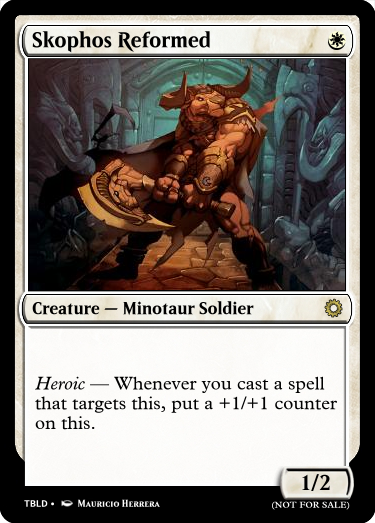 Skophos Reformed
Creature — Minotaur Soldier
Heroic — Whenever you cast a spell
that targets this, put a +1/+1 counter
on this.
1/2
TBLD • Mauricio Herrera
(NOT FOR SALE)